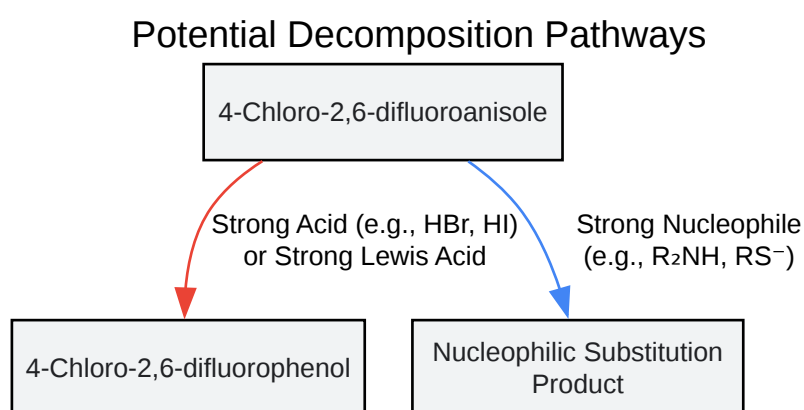 Potential Decomposition Pathways
4-Chloro-2,6-difluoroanisole
Strong Acid (e.g., HBr, HI)
or Strong Lewis Acid
Strong Nucleophile
(e.g., R₂NH, RS⁻)
4-Chloro-2,6-difluorophenol
Nucleophilic Substitution
Product